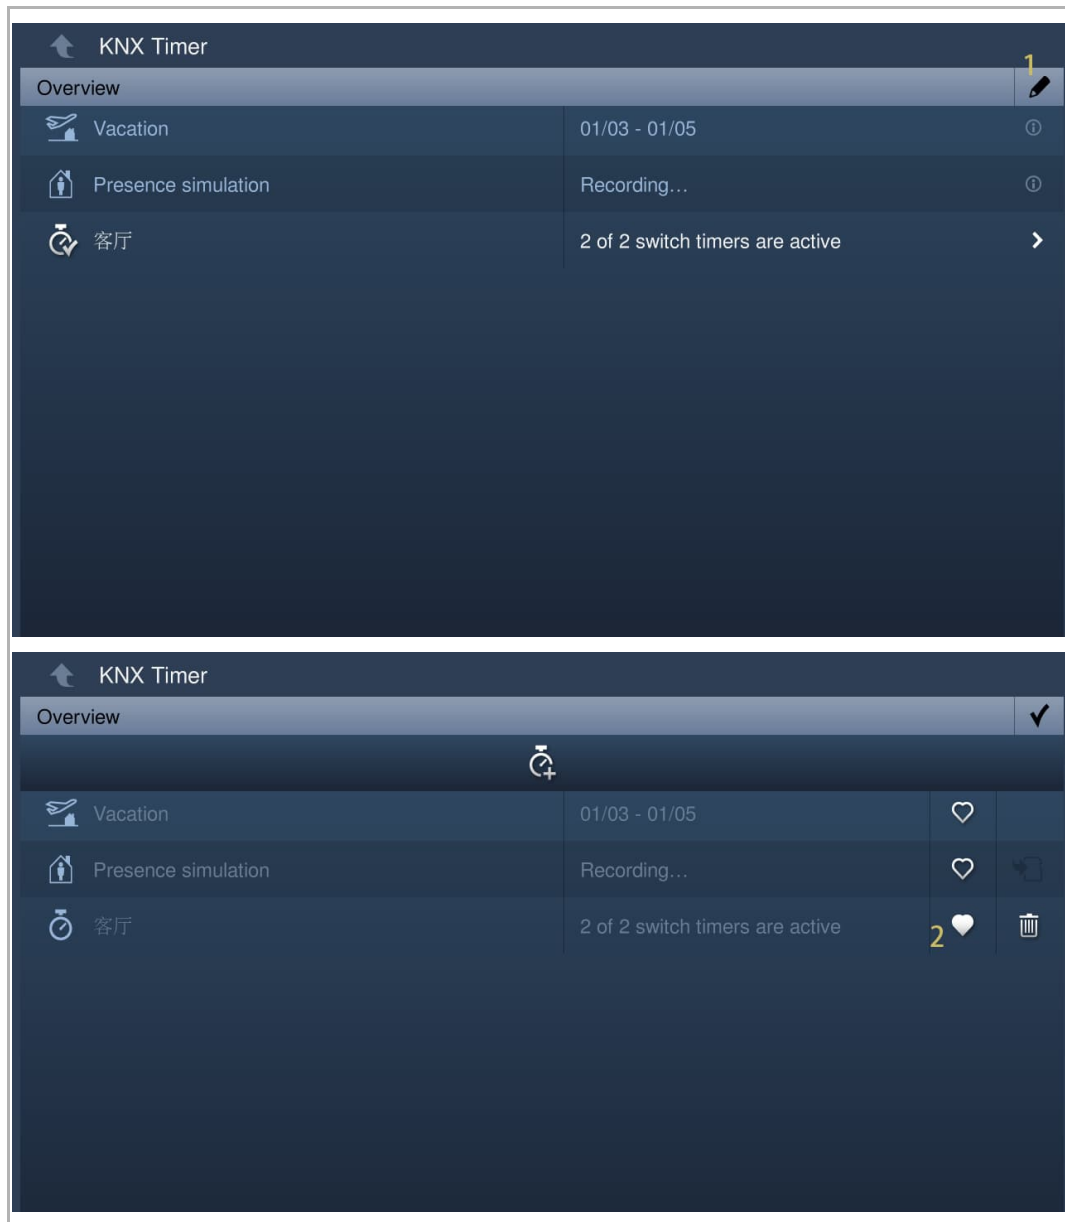 KNX Timer
1
Overview
Vacation 01/03 - 01/05
Presence simulation Recording...
客厅 2 of 2 switch timers are active
KNX Timer
Overview
Vacation 01/03 - 01/05
Presence simulation Recording...
客厅 2 of 2 switch timers are active 2